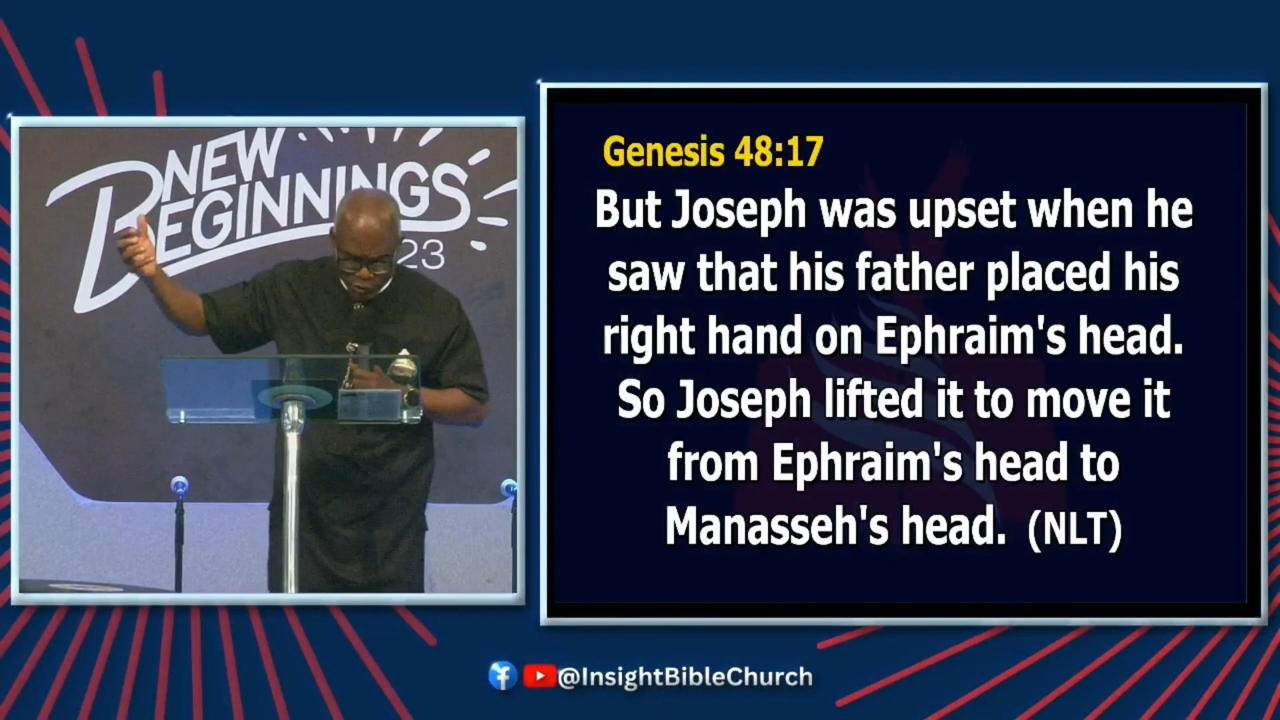 NEW
BEGINNINGS
23
Genesis 48:17
But Joseph was upset when he
saw that his father placed his
right hand on Ephraim's head.
So Joseph lifted it to move it
from Ephraim's head to
Manasseh's head. (NLT)
@InsightBibleChurch